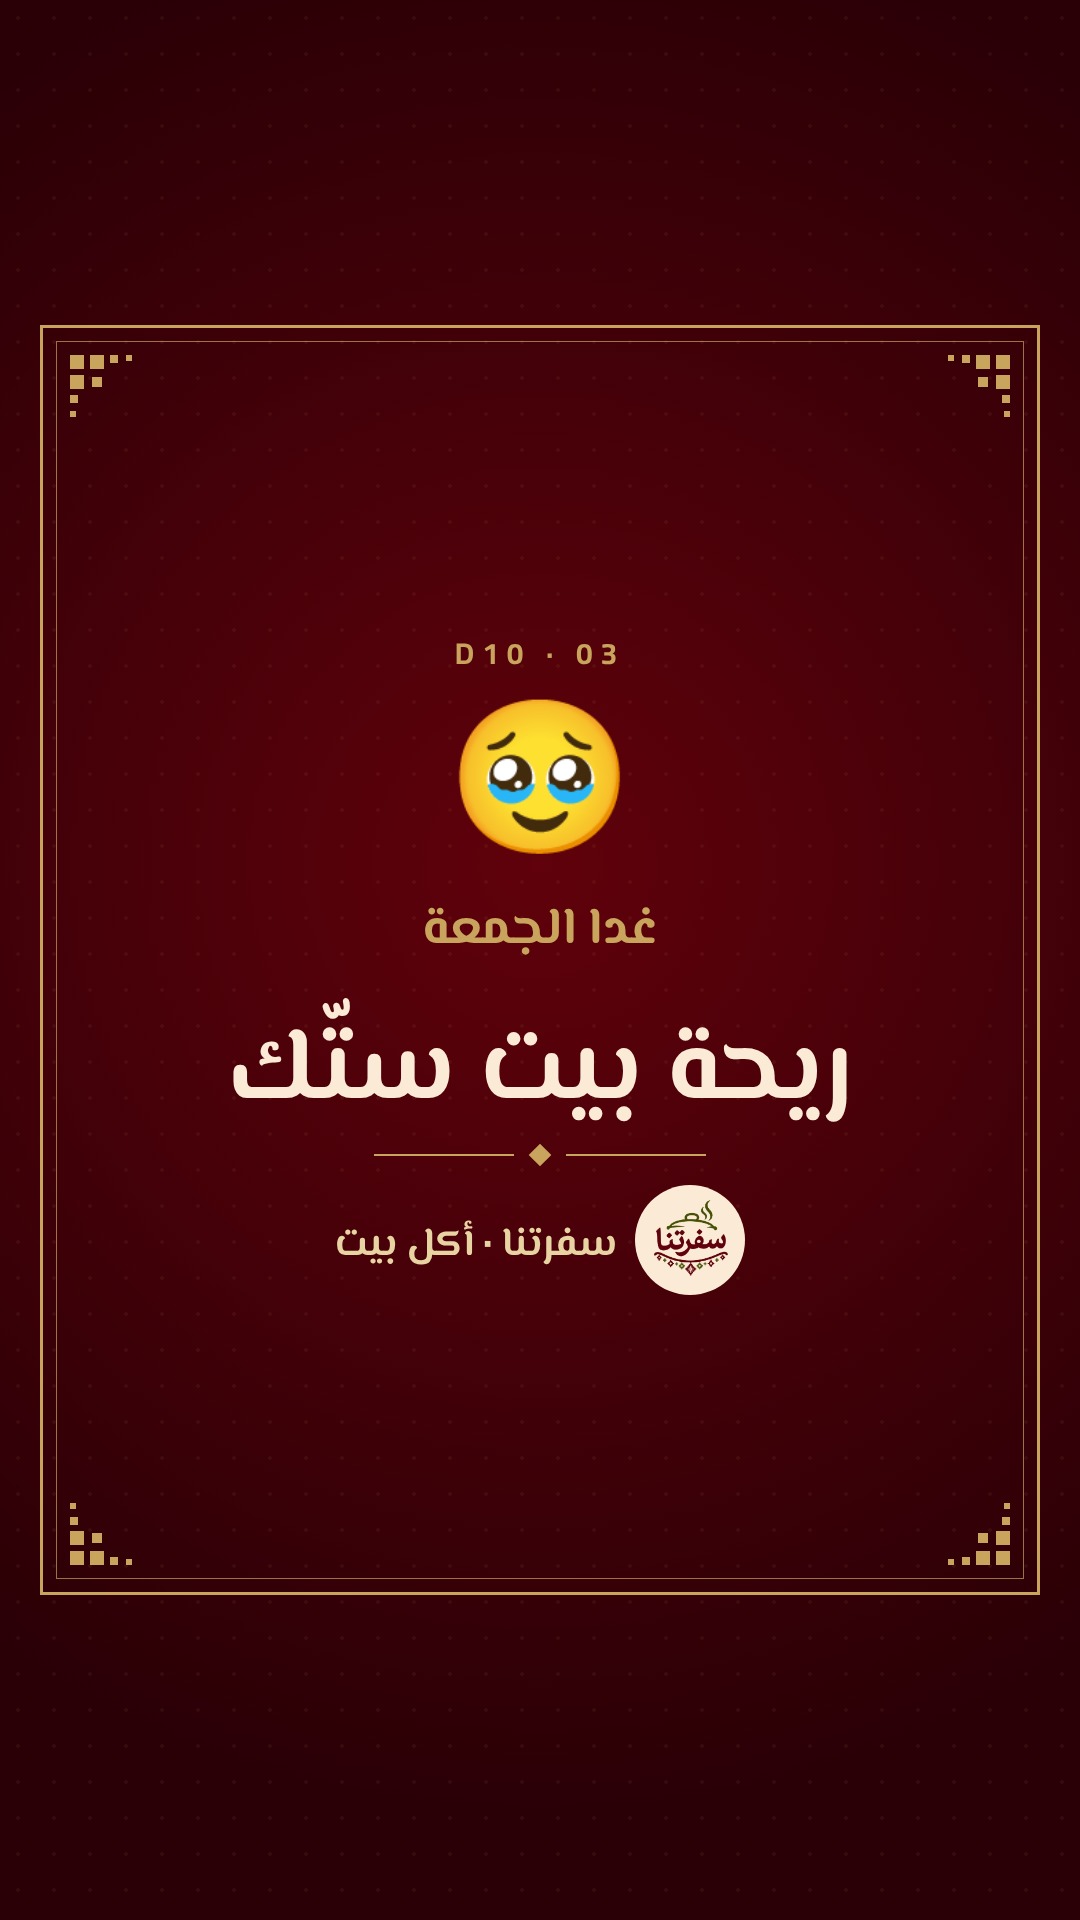 D10 · 03
غدا الجمعة
ريحة بيت ستّك
سفرتنا
سفرتنا · أكل بيت